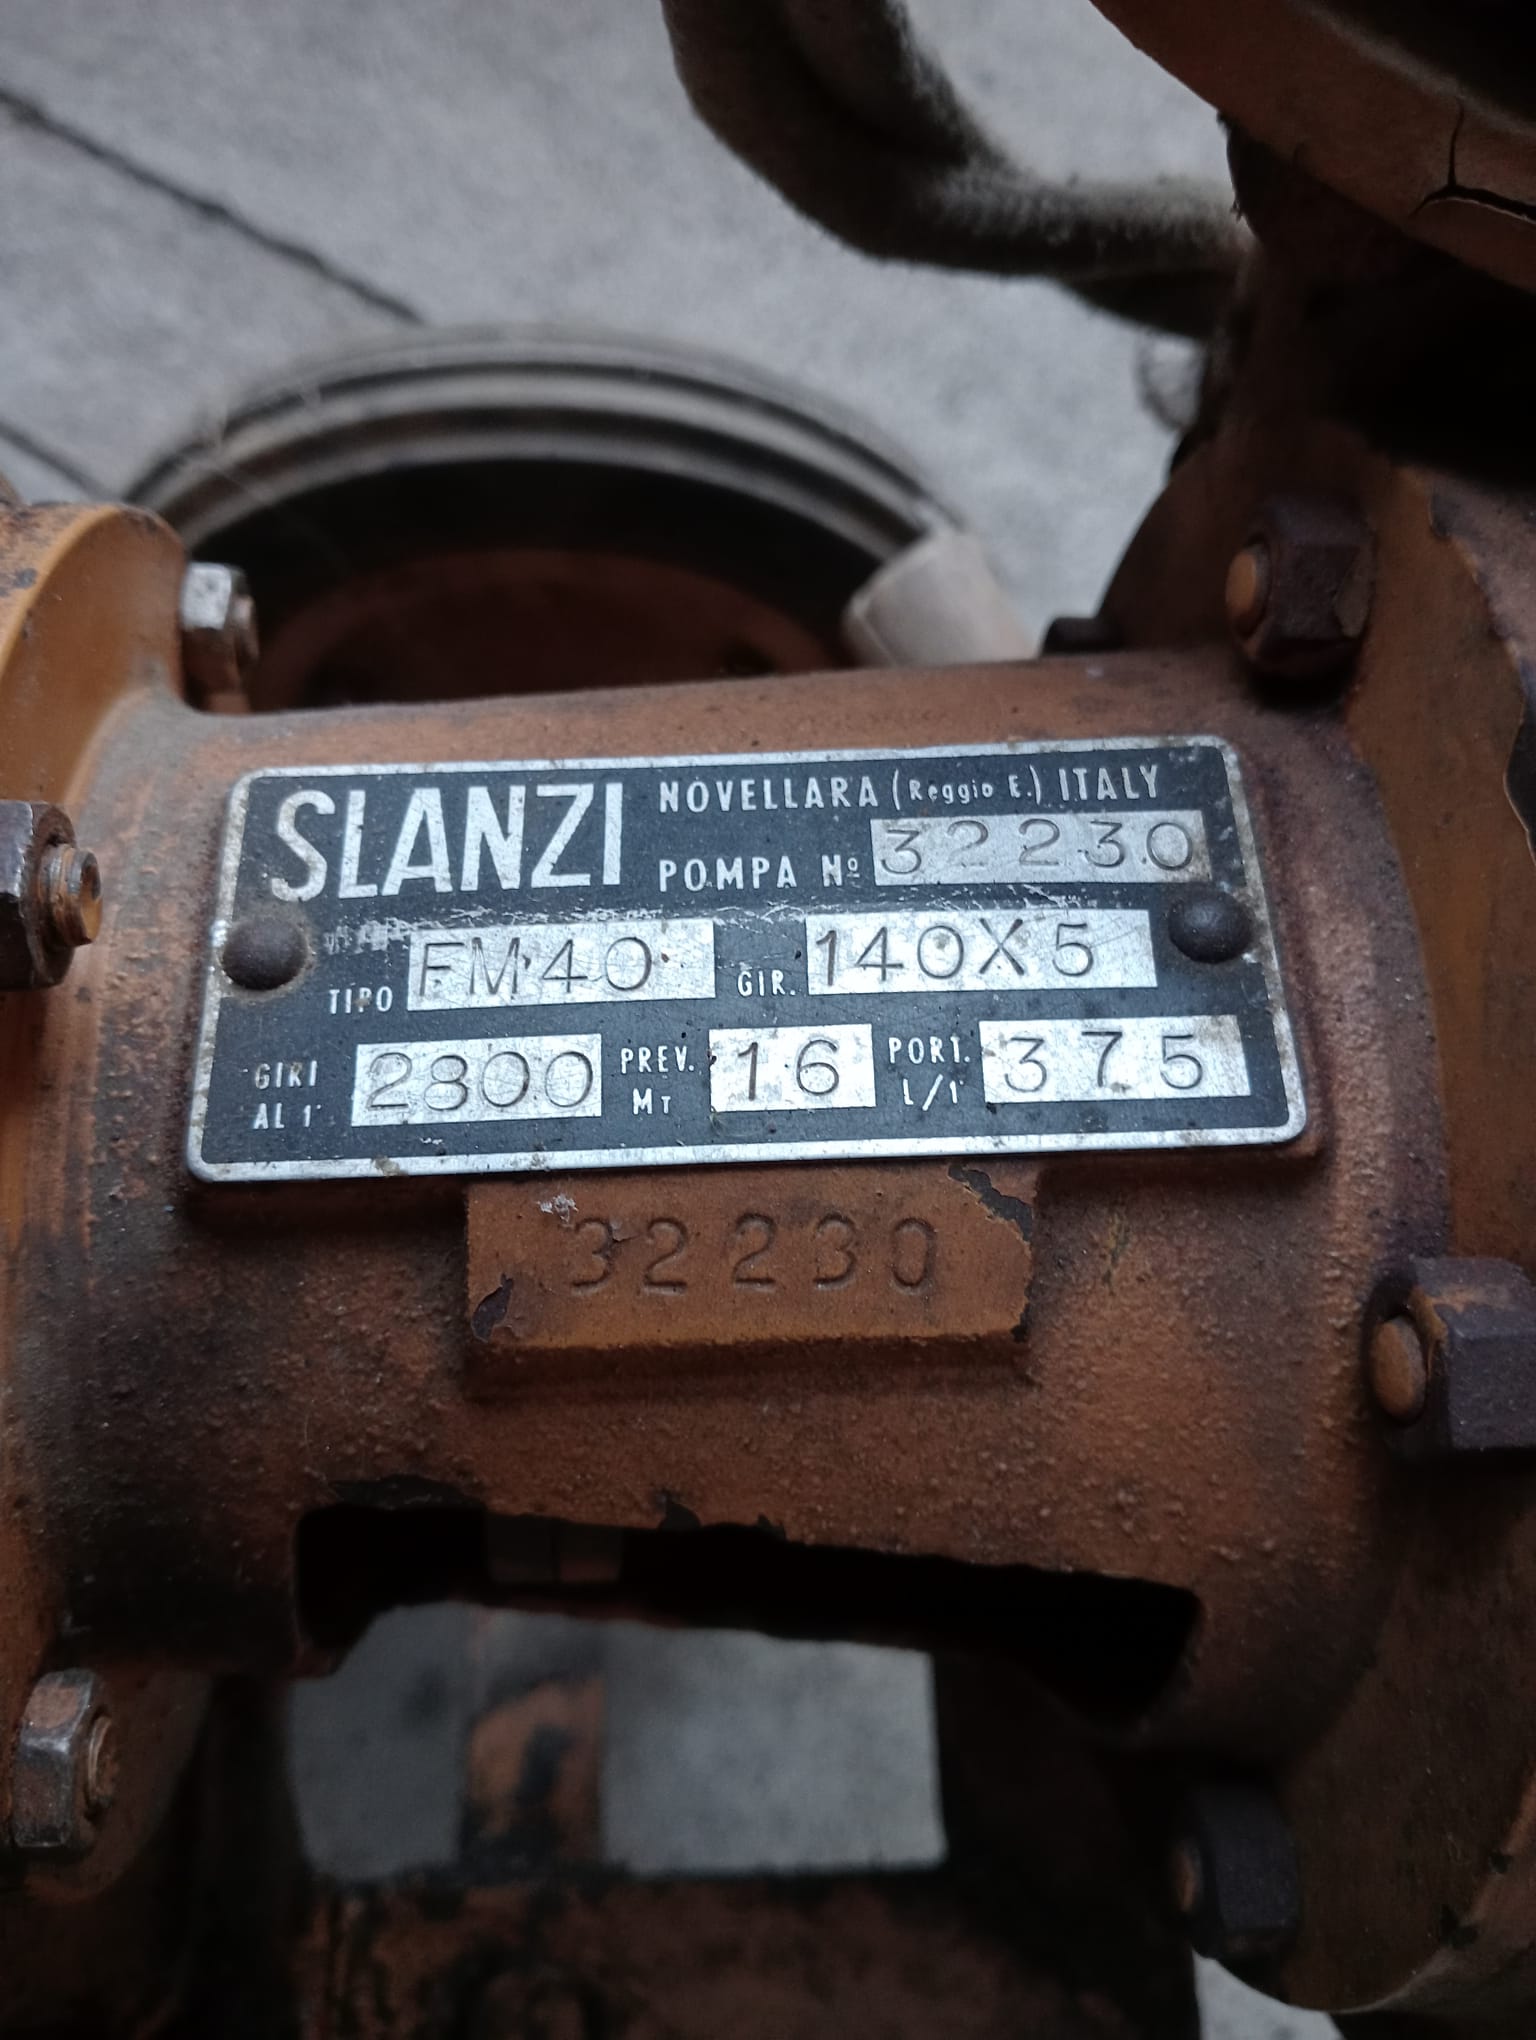 SLANZI NOVELLARA (Reggio E.) ITALY
POMPA Nº 32230
TIPO FM40 GIR. 140X5
GIRI AL 1' 2800 PREV. MT 16 PORT. L/1' 375
32230